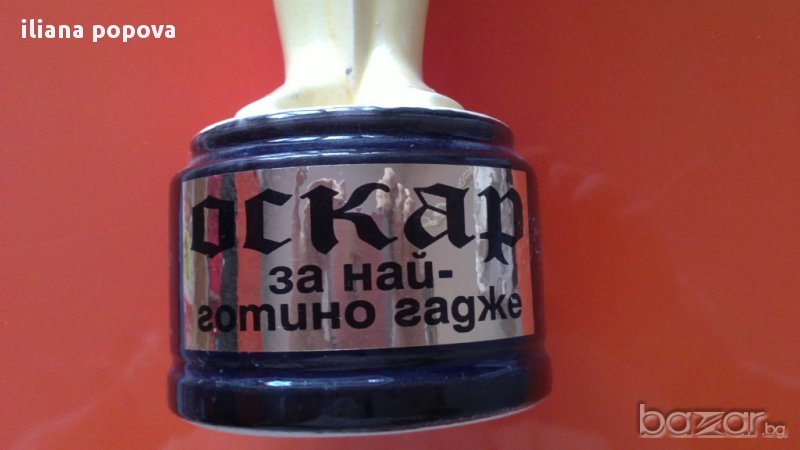 iliana popova
оскар
за най-
готино гадже
bazar.bg